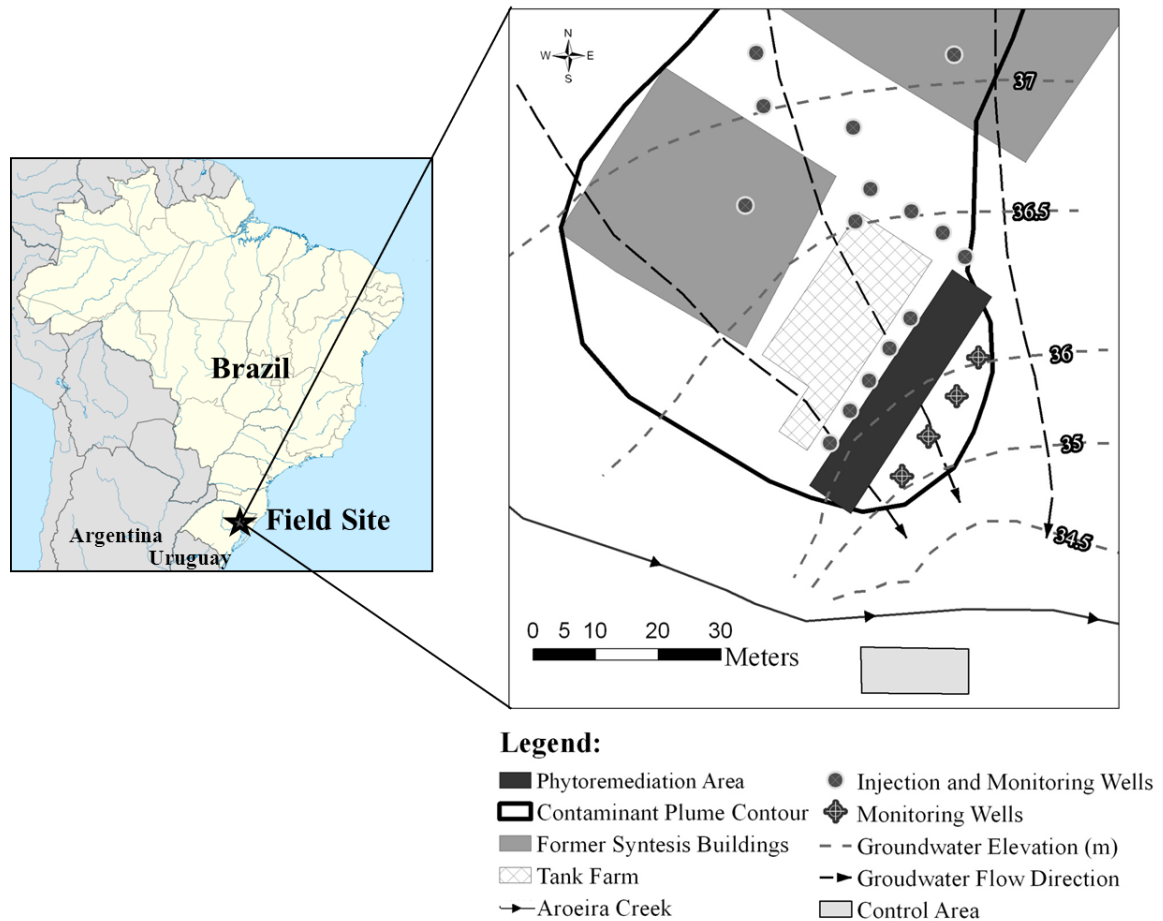 N
W E
S
37
36.5
36
35
34.5
Brazil
Field Site
Argentina
Uruguay
0 5 10 20 30
Meters
Legend:
Phytoremediation Area
Contaminant Plume Contour
Former Syntesis Buildings
Tank Farm
Aroeira Creek
Injection and Monitoring Wells
Monitoring Wells
Groundwater Elevation (m)
Groudwater Flow Direction
Control Area